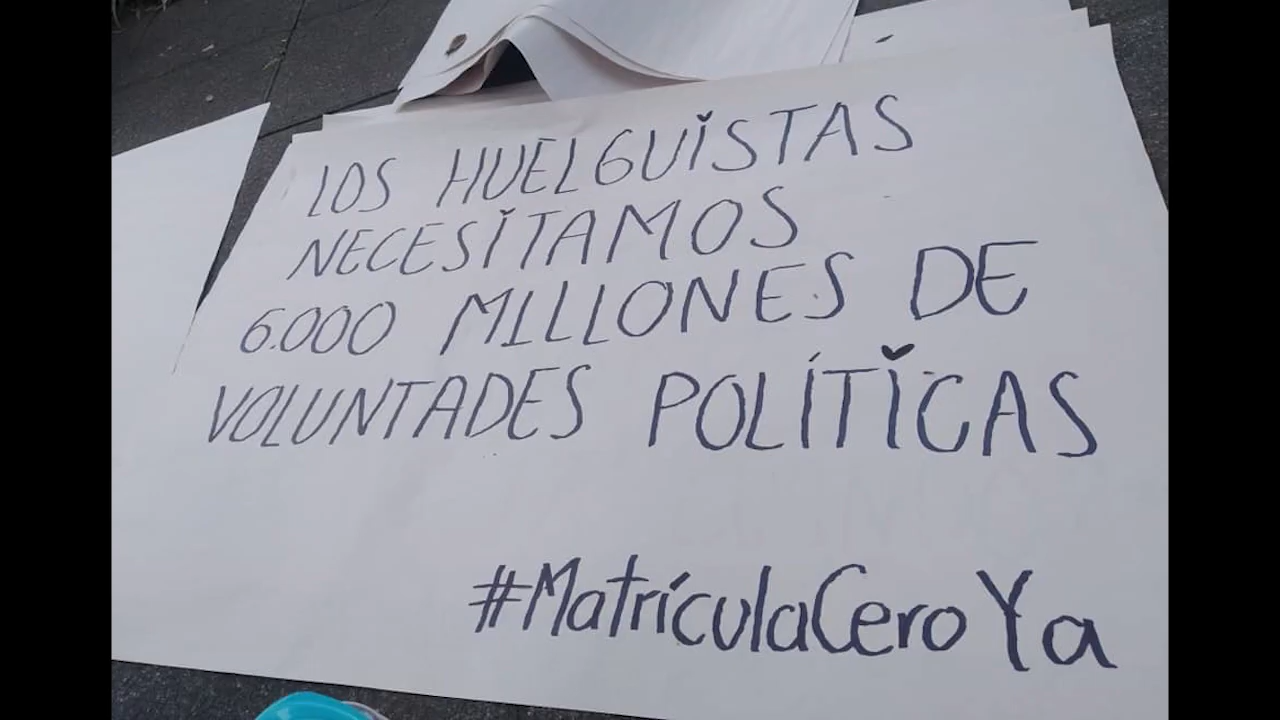 LOS HUELGUISTAS
NECESITAMOS
6.000 MILLONES DE
VOLUNTADES POLÍTICAS
#MatrículaCeroYa